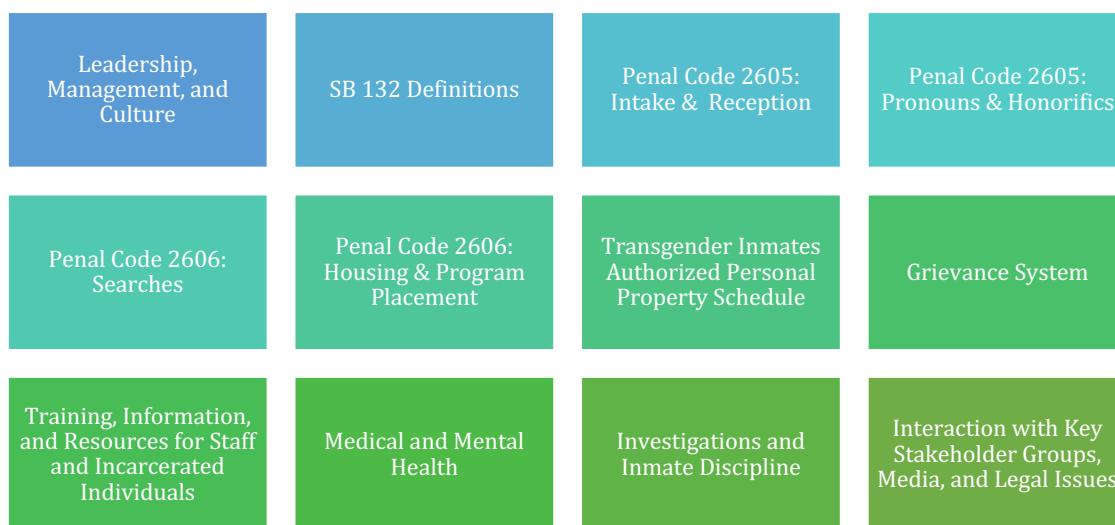 Leadership,
Management, and
Culture
SB 132 Definitions
Penal Code 2605:
Intake & Reception
Penal Code 2605:
Pronouns & Honorifics
Penal Code 2606:
Searches
Penal Code 2606:
Housing & Program
Placement
Transgender Inmates
Authorized Personal
Property Schedule
Grievance System
Training, Information,
and Resources for Staff
and Incarcerated
Individuals
Medical and Mental
Health
Investigations and
Inmate Discipline
Interaction with Key
Stakeholder Groups,
Media, and Legal Issues